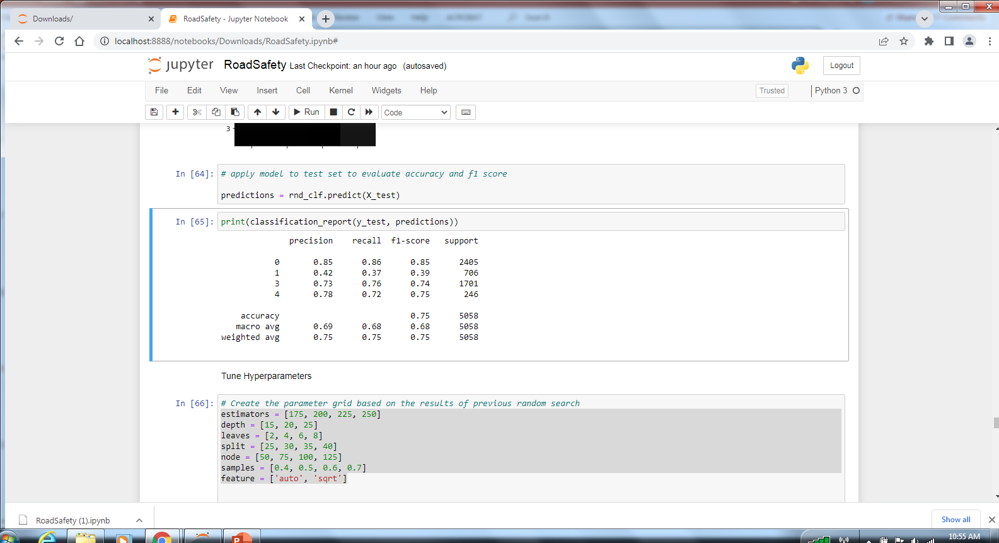 Downloads/
RoadSafety - Jupyter Notebook
Review View Help ACROBAT Search
localhost:8888/notebooks/Downloads/RoadSafety.ipynb#
jupyter RoadSafety Last Checkpoint: an hour ago (autosaved)
Logout
File Edit View Insert Cell Kernel Widgets Help
Trusted
Python 3
Run
Code
3
In [64]: # apply model to test set to evaluate accuracy and f1 score
predictions = rnd_clf.predict(X_test)
In [65]: print(classification_report(y_test, predictions))
precision recall f1-score support
0 0.85 0.86 0.85 2405
1 0.42 0.37 0.39 706
3 0.73 0.76 0.74 1701
4 0.78 0.72 0.75 246
accuracy 0.75 5058
macro avg 0.69 0.68 0.68 5058
weighted avg 0.75 0.75 0.75 5058
Tune Hyperparameters
In [66]: # Create the parameter grid based on the results of previous random search
estimators = [175, 200, 225, 250]
depth = [15, 20, 25]
leaves = [2, 4, 6, 8]
split = [25, 30, 35, 40]
node = [50, 75, 100, 125]
samples = [0.4, 0.5, 0.6, 0.7]
feature = ['auto', 'sqrt']
RoadSafety (1).ipynb
Show all
10:55 AM